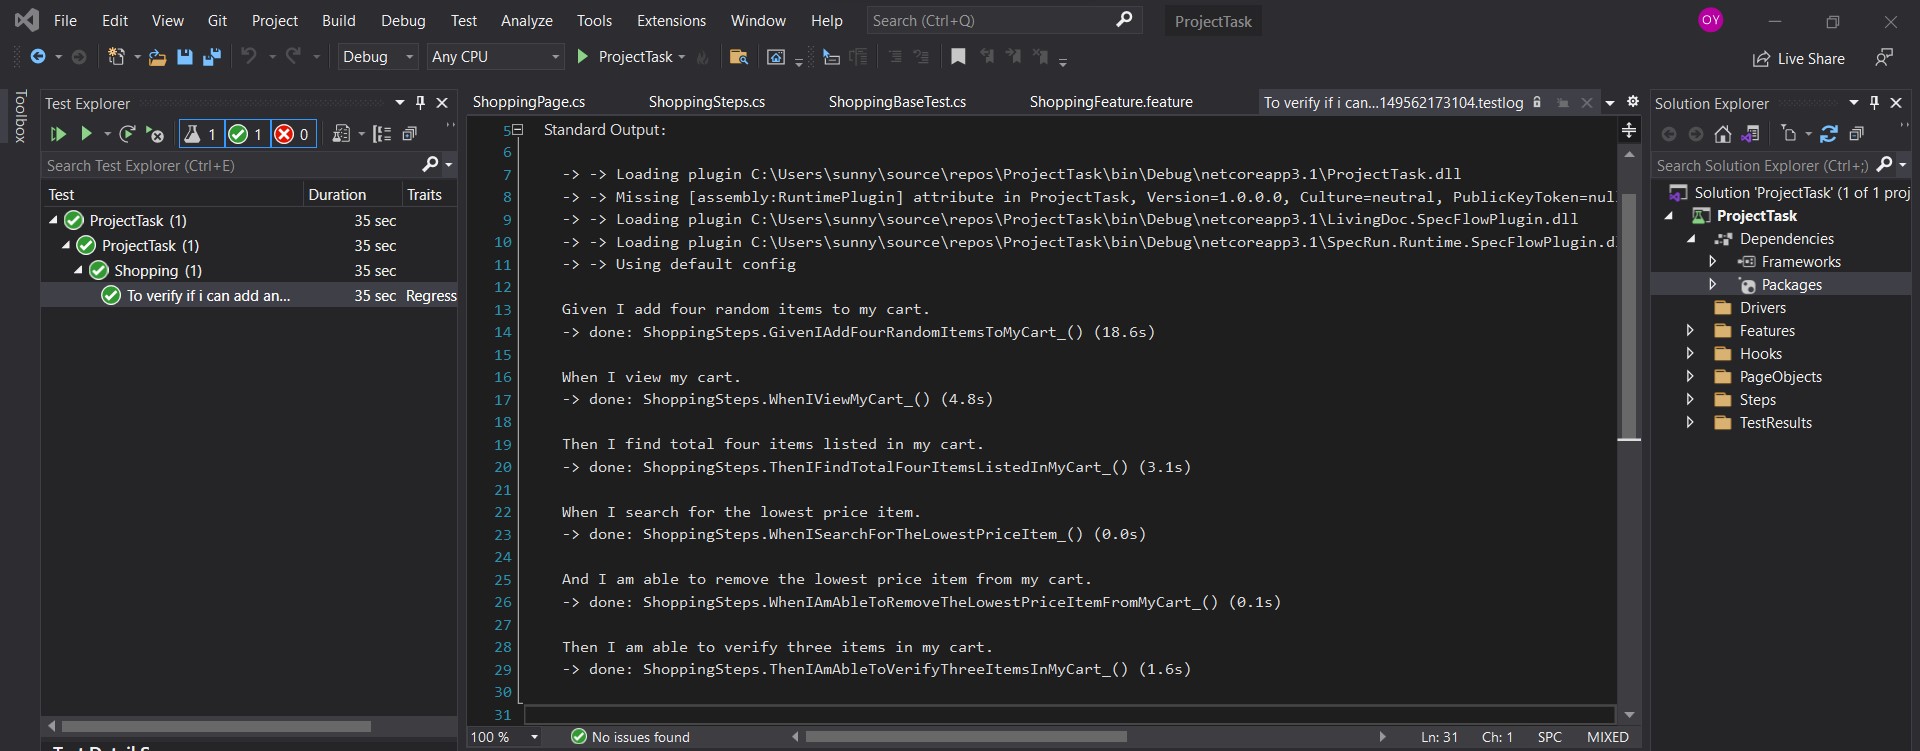 File Edit View Git Project Build Debug Test Analyze Tools Extensions Window Help Search (Ctrl+Q) ProjectTask OY
Debug Any CPU ProjectTask Live Share
Toolbox
Test Explorer
1 1 0
Search Test Explorer (Ctrl+E)
Test Duration Traits
ProjectTask (1) 35 sec
ProjectTask (1) 35 sec
Shopping (1) 35 sec
To verify if i can add an... 35 sec Regress
ShoppingPage.cs ShoppingSteps.cs ShoppingBaseTest.cs ShoppingFeature.feature To verify if i can...149562173104.testlog
5 Standard Output:
6
7 -> -> Loading plugin C:\Users\sunny\source\repos\ProjectTask\bin\Debug\netcoreapp3.1\ProjectTask.dll
8 -> -> Missing [assembly:RuntimePlugin] attribute in ProjectTask, Version=1.0.0.0, Culture=neutral, PublicKeyToken=nul
9 -> -> Loading plugin C:\Users\sunny\source\repos\ProjectTask\bin\Debug\netcoreapp3.1\LivingDoc.SpecFlowPlugin.dll
10 -> -> Loading plugin C:\Users\sunny\source\repos\ProjectTask\bin\Debug\netcoreapp3.1\SpecRun.Runtime.SpecFlowPlugin.d
11 -> -> Using default config
12
13 Given I add four random items to my cart.
14 -> done: ShoppingSteps.GivenIAddFourRandomItemsToMyCart_() (18.6s)
15
16 When I view my cart.
17 -> done: ShoppingSteps.WhenIViewMyCart_() (4.8s)
18
19 Then I find total four items listed in my cart.
20 -> done: ShoppingSteps.ThenIFindTotalFourItemsListedInMyCart_() (3.1s)
21
22 When I search for the lowest price item.
23 -> done: ShoppingSteps.WhenISearchForTheLowestPriceItem_() (0.0s)
24
25 And I am able to remove the lowest price item from my cart.
26 -> done: ShoppingSteps.WhenIAmAbleToRemoveTheLowestPriceItemFromMyCart_() (0.1s)
27
28 Then I am able to verify three items in my cart.
29 -> done: ShoppingSteps.ThenIAmAbleToVerifyThreeItemsInMyCart_() (1.6s)
30
31
100 % No issues found Ln: 31 Ch: 1 SPC MIXED
Solution Explorer
Search Solution Explorer (Ctrl+;)
Solution 'ProjectTask' (1 of 1 proj
ProjectTask
Dependencies
Frameworks
Packages
Drivers
Features
Hooks
PageObjects
Steps
TestResults